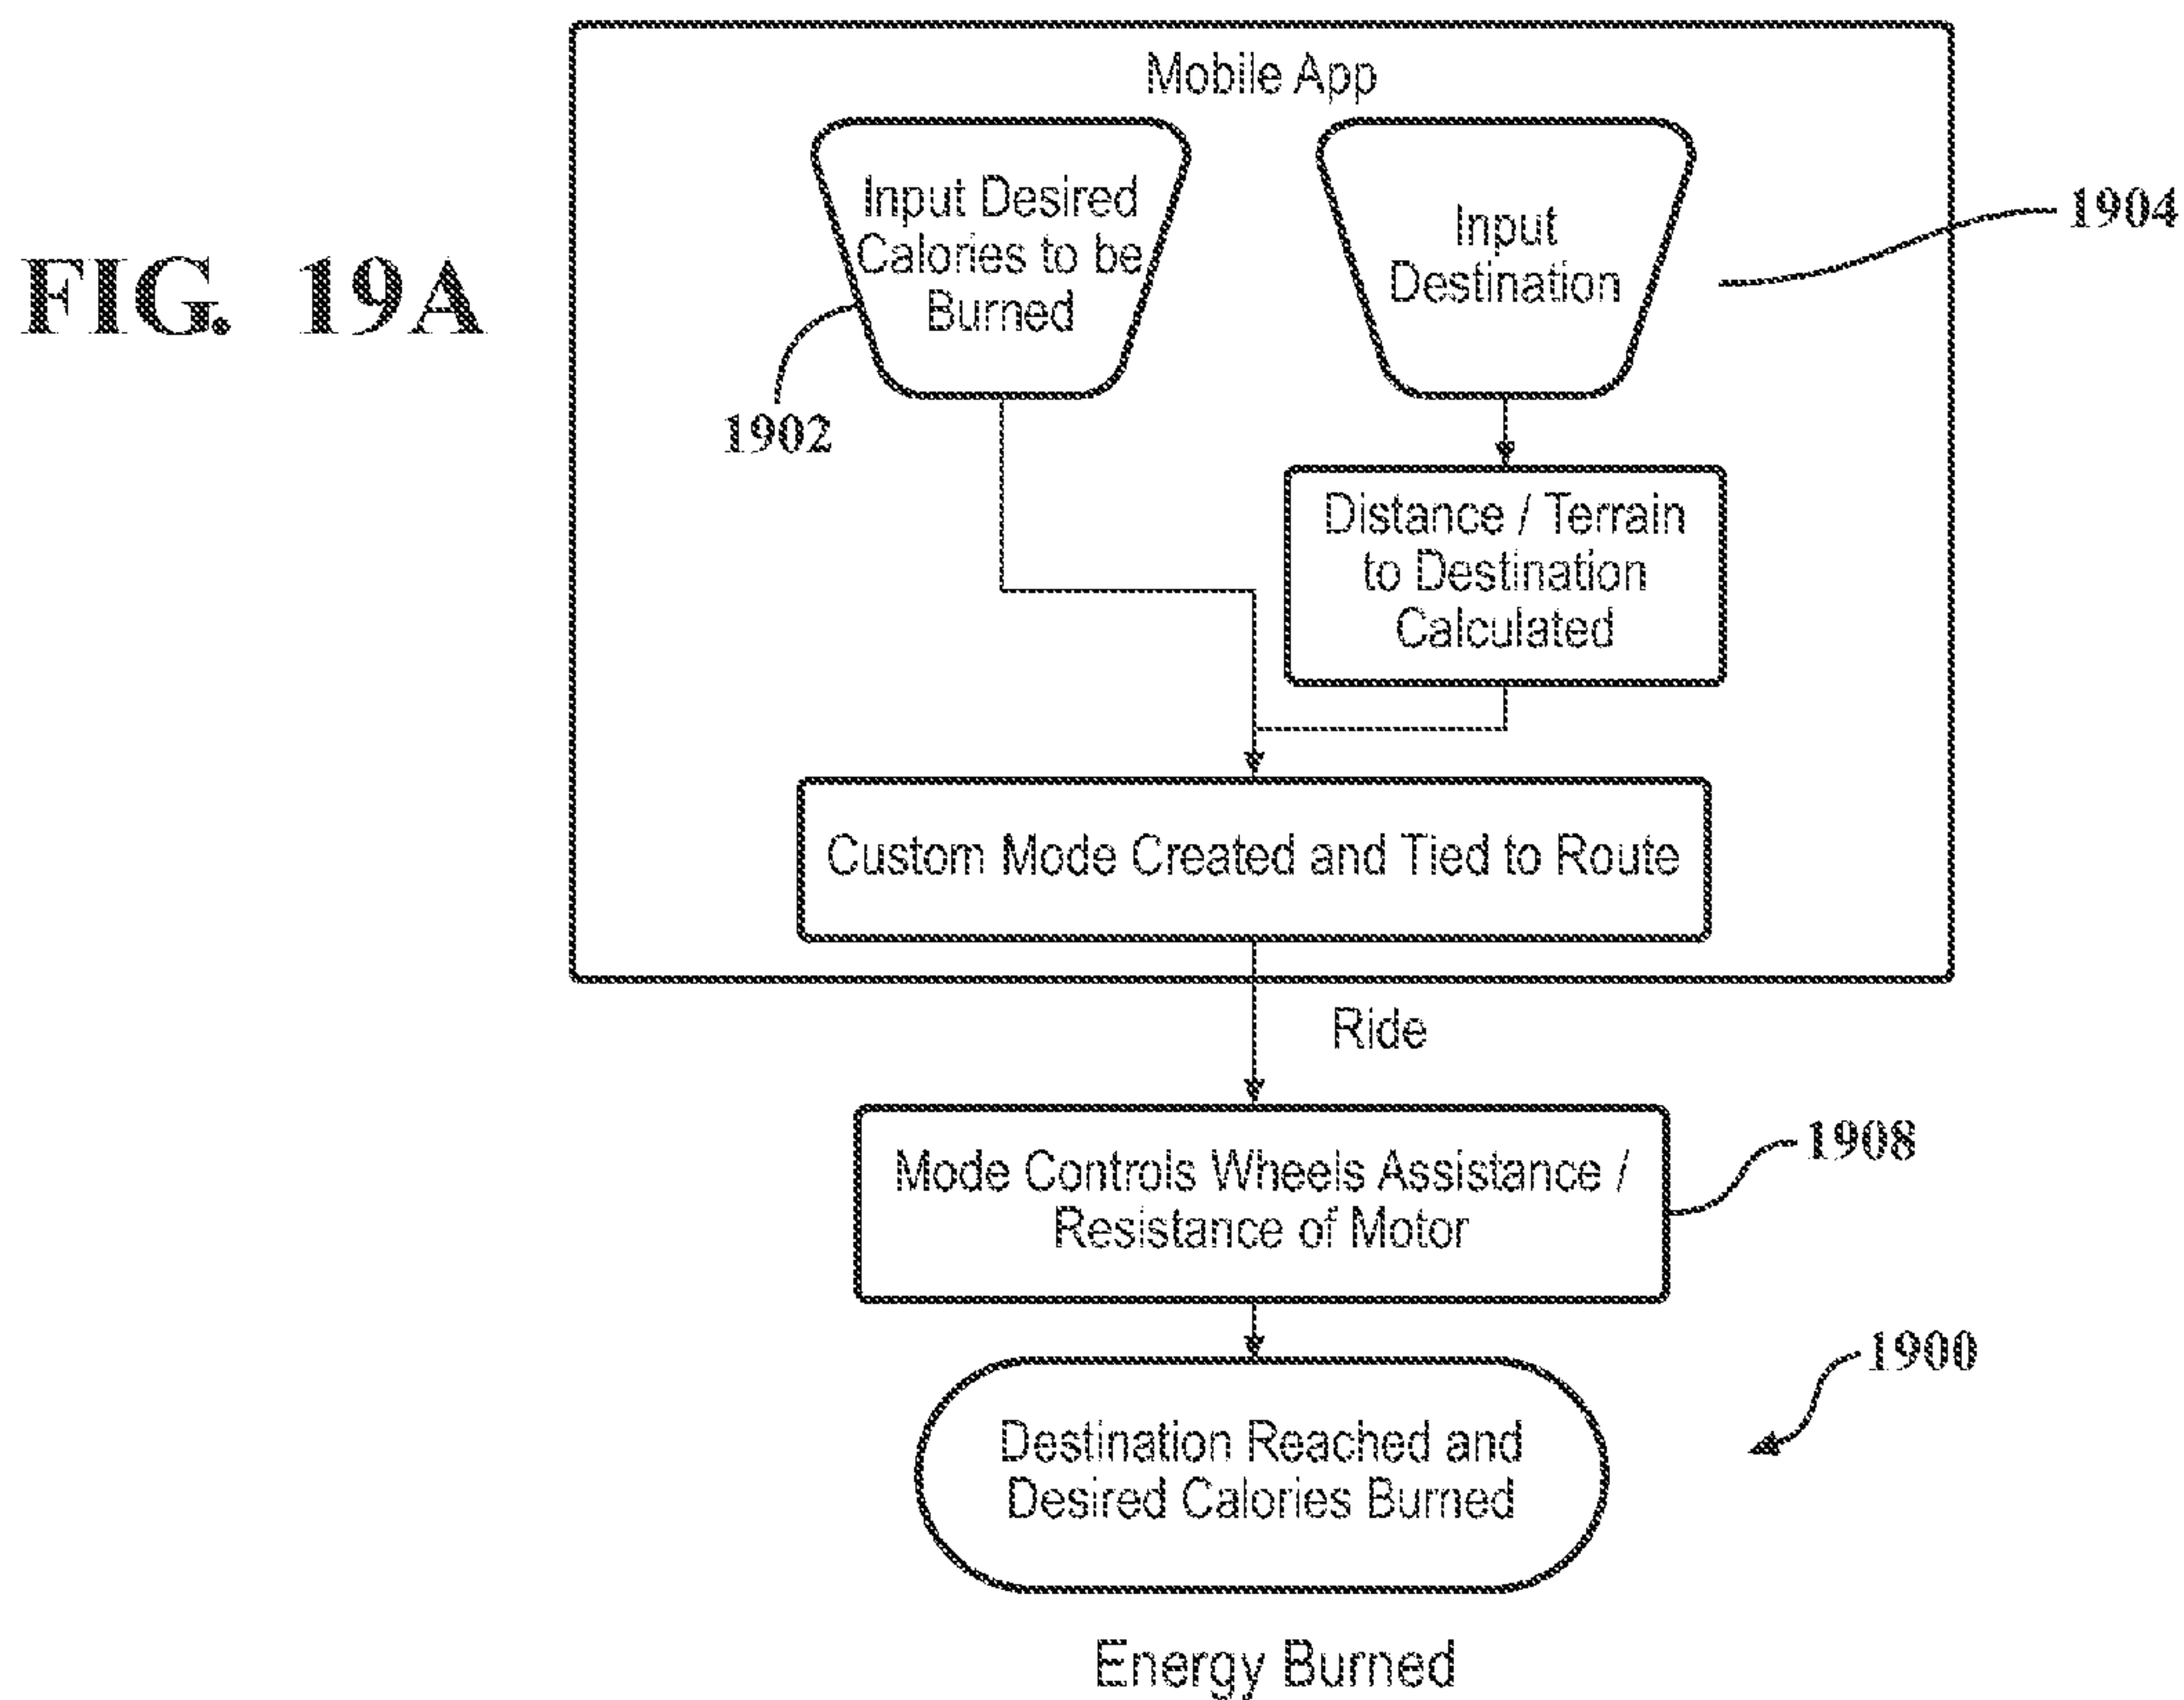 FIG. 19A
Mobile App
Input Desired
Calories to be
Burned
1902
Input
Destination
1904
Distance / Terrain
to Destination
Calculated
Custom Mode Created and Tied to Route
Ride
Mode Controls Wheels Assistance /
Resistance of Motor
1908
Destination Reached and
Desired Calories Burned
1900
Energy Burned